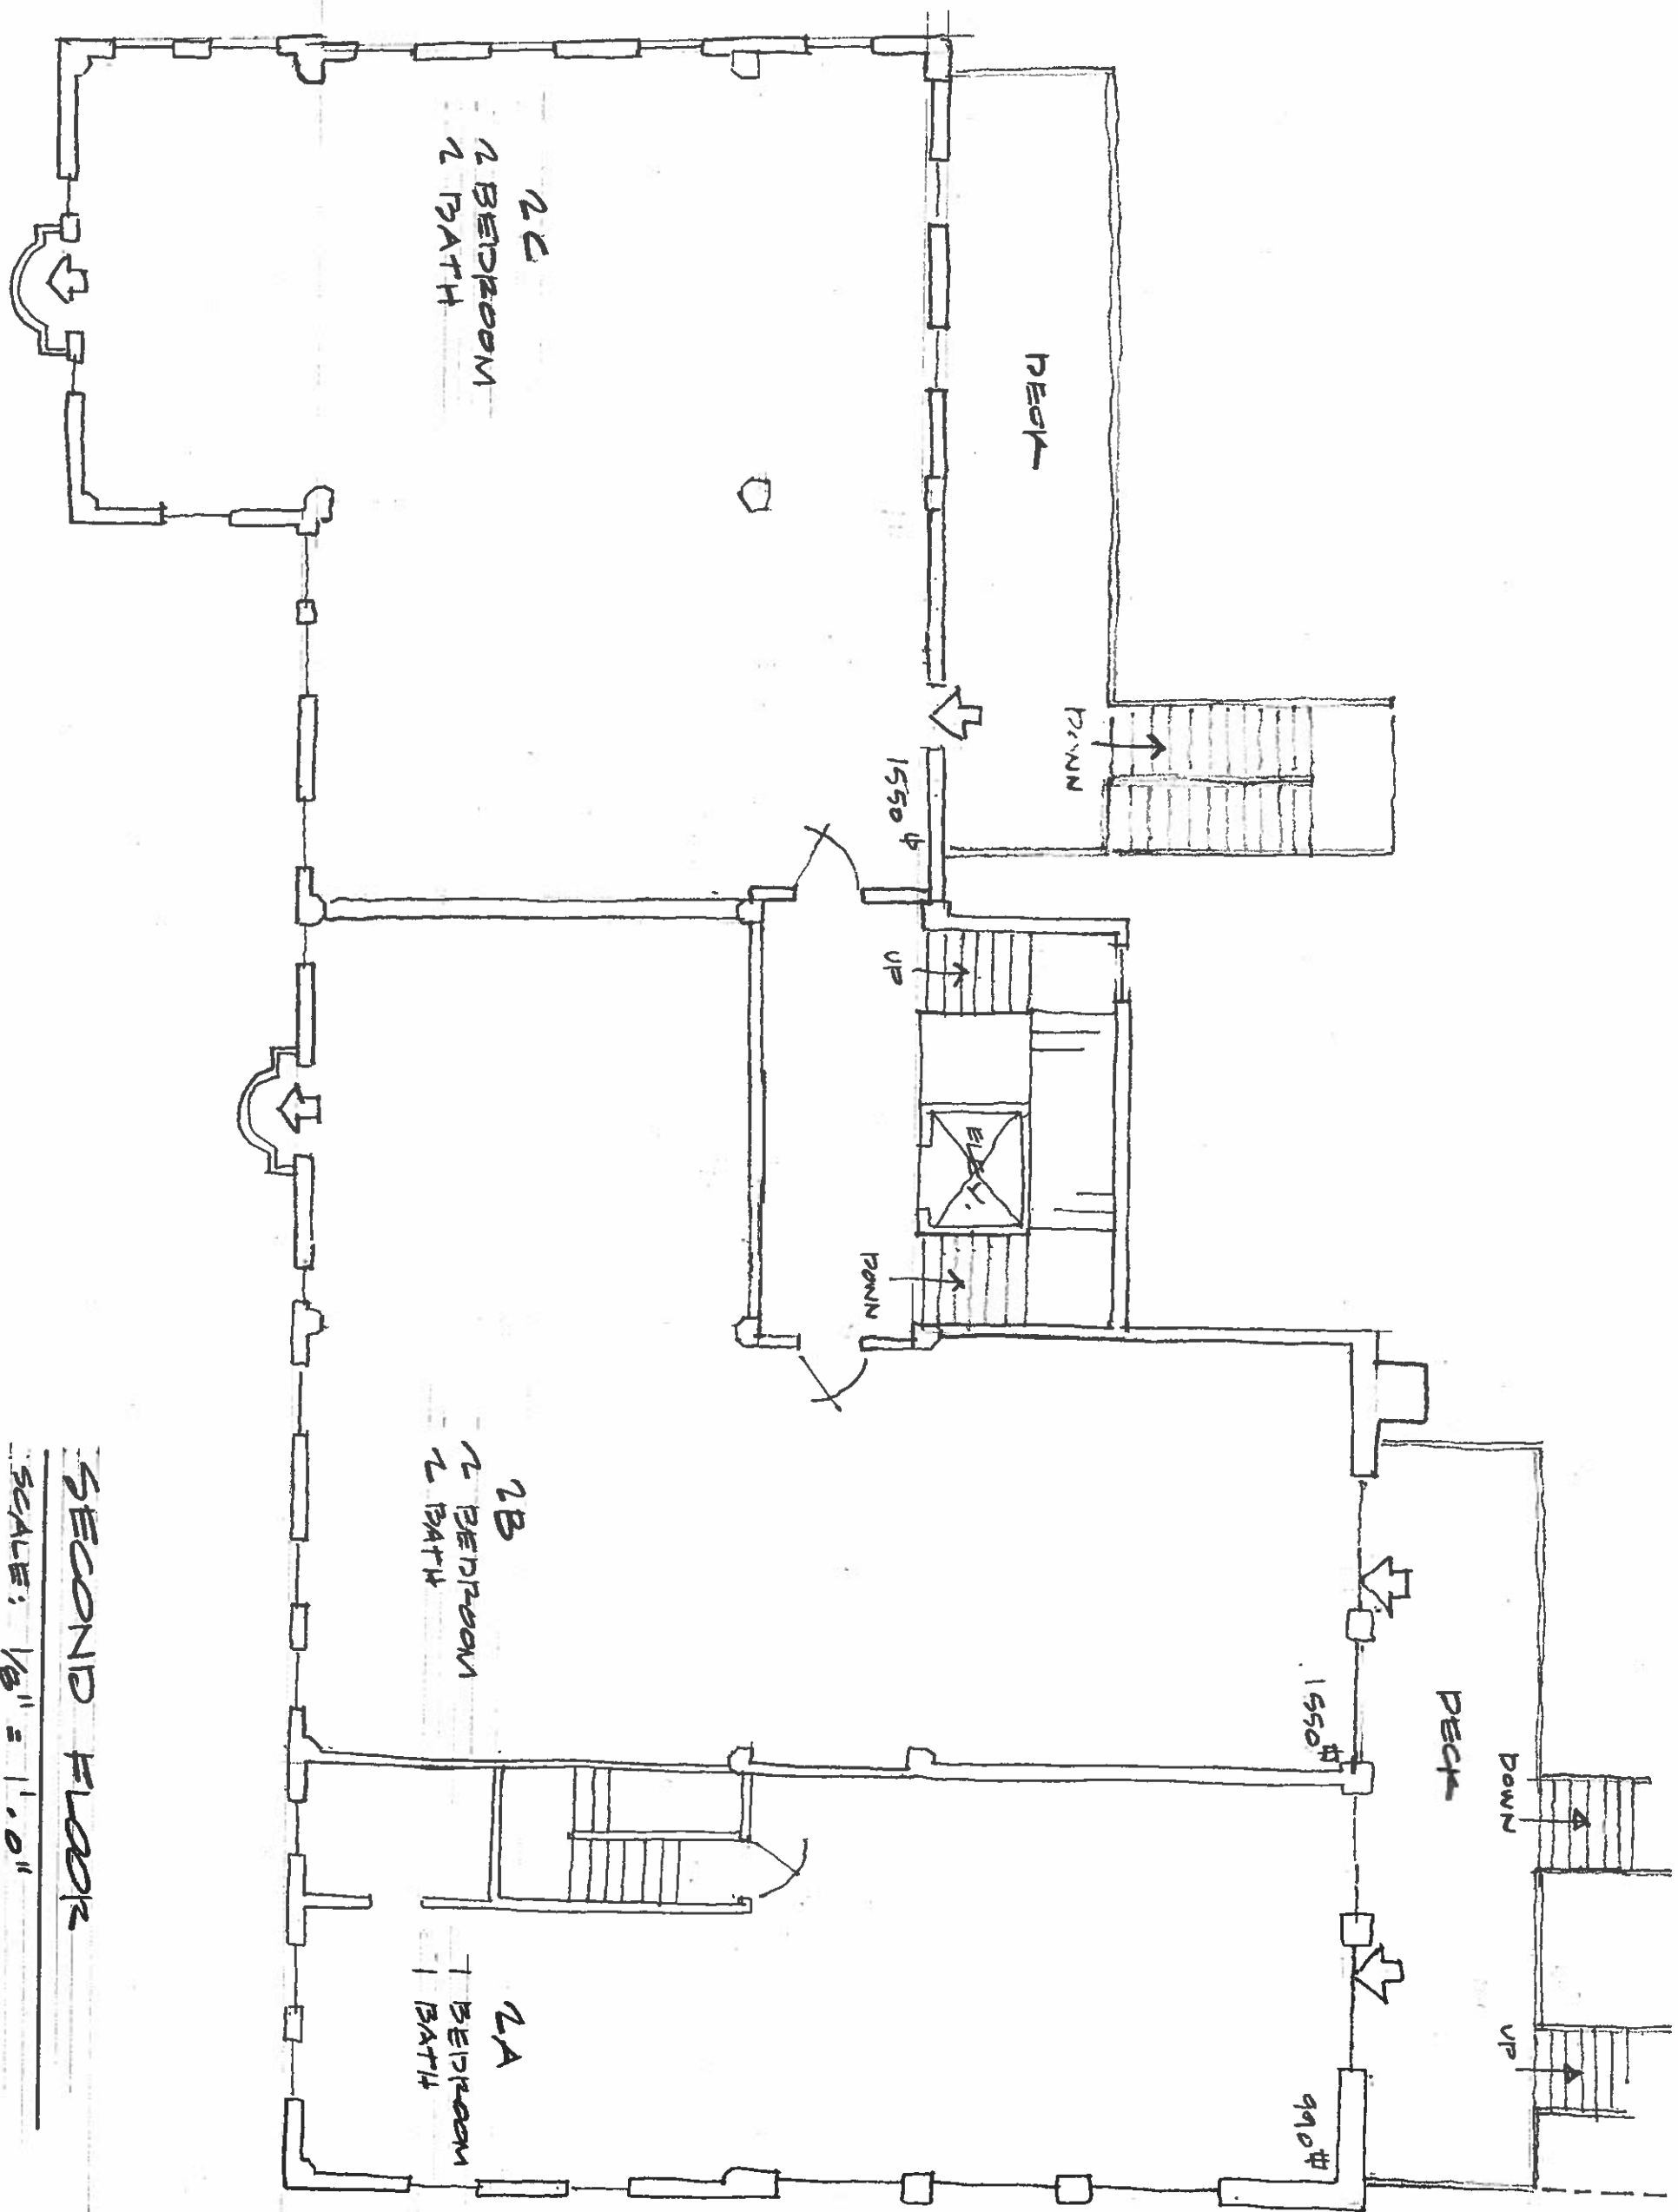 2C
2 BEDROOM
2 BATH
DECK
DOWN
1550 ⌀
UP
ELEV.
DOWN
2B
2 BEDROOM
2 BATH
1550 #
DECK
DOWN
UP
2A
1 BEDROOM
1 BATH
990 #
SECOND FLOOR
SCALE: 1/8" = 1'.0"